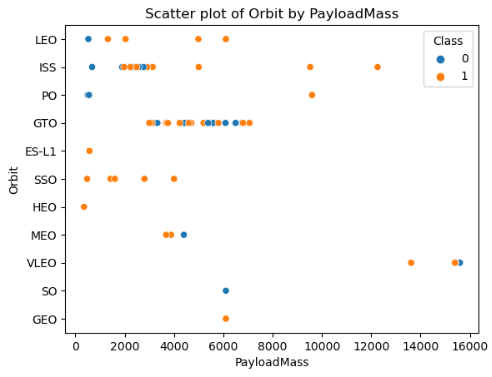 Scatter plot of Orbit by PayloadMass
Class
0
1
LEO
ISS
PO
GTO
ES-L1
SSO
HEO
MEO
VLEO
SO
GEO
Orbit
0 2000 4000 6000 8000 10000 12000 14000 16000
PayloadMass